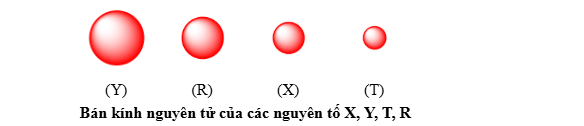 (Y) (R) (X) (T)
Bán kính nguyên tử của các nguyên tố X, Y, T, R